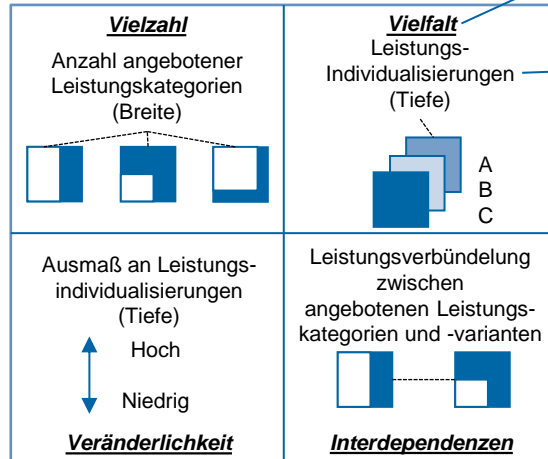 Vielzahl
Anzahl angebotener
Leistungskategorien
(Breite)
Vielfalt
Leistungs-
Individualisierungen
(Tiefe)
A
B
C
Ausmaß an Leistungs-
individualisierungen
(Tiefe)
Hoch
Niedrig
Veränderlichkeit
Leistungsverbündelung
zwischen
angebotenen Leistungs-
kategorien und -varianten
Interdependenzen